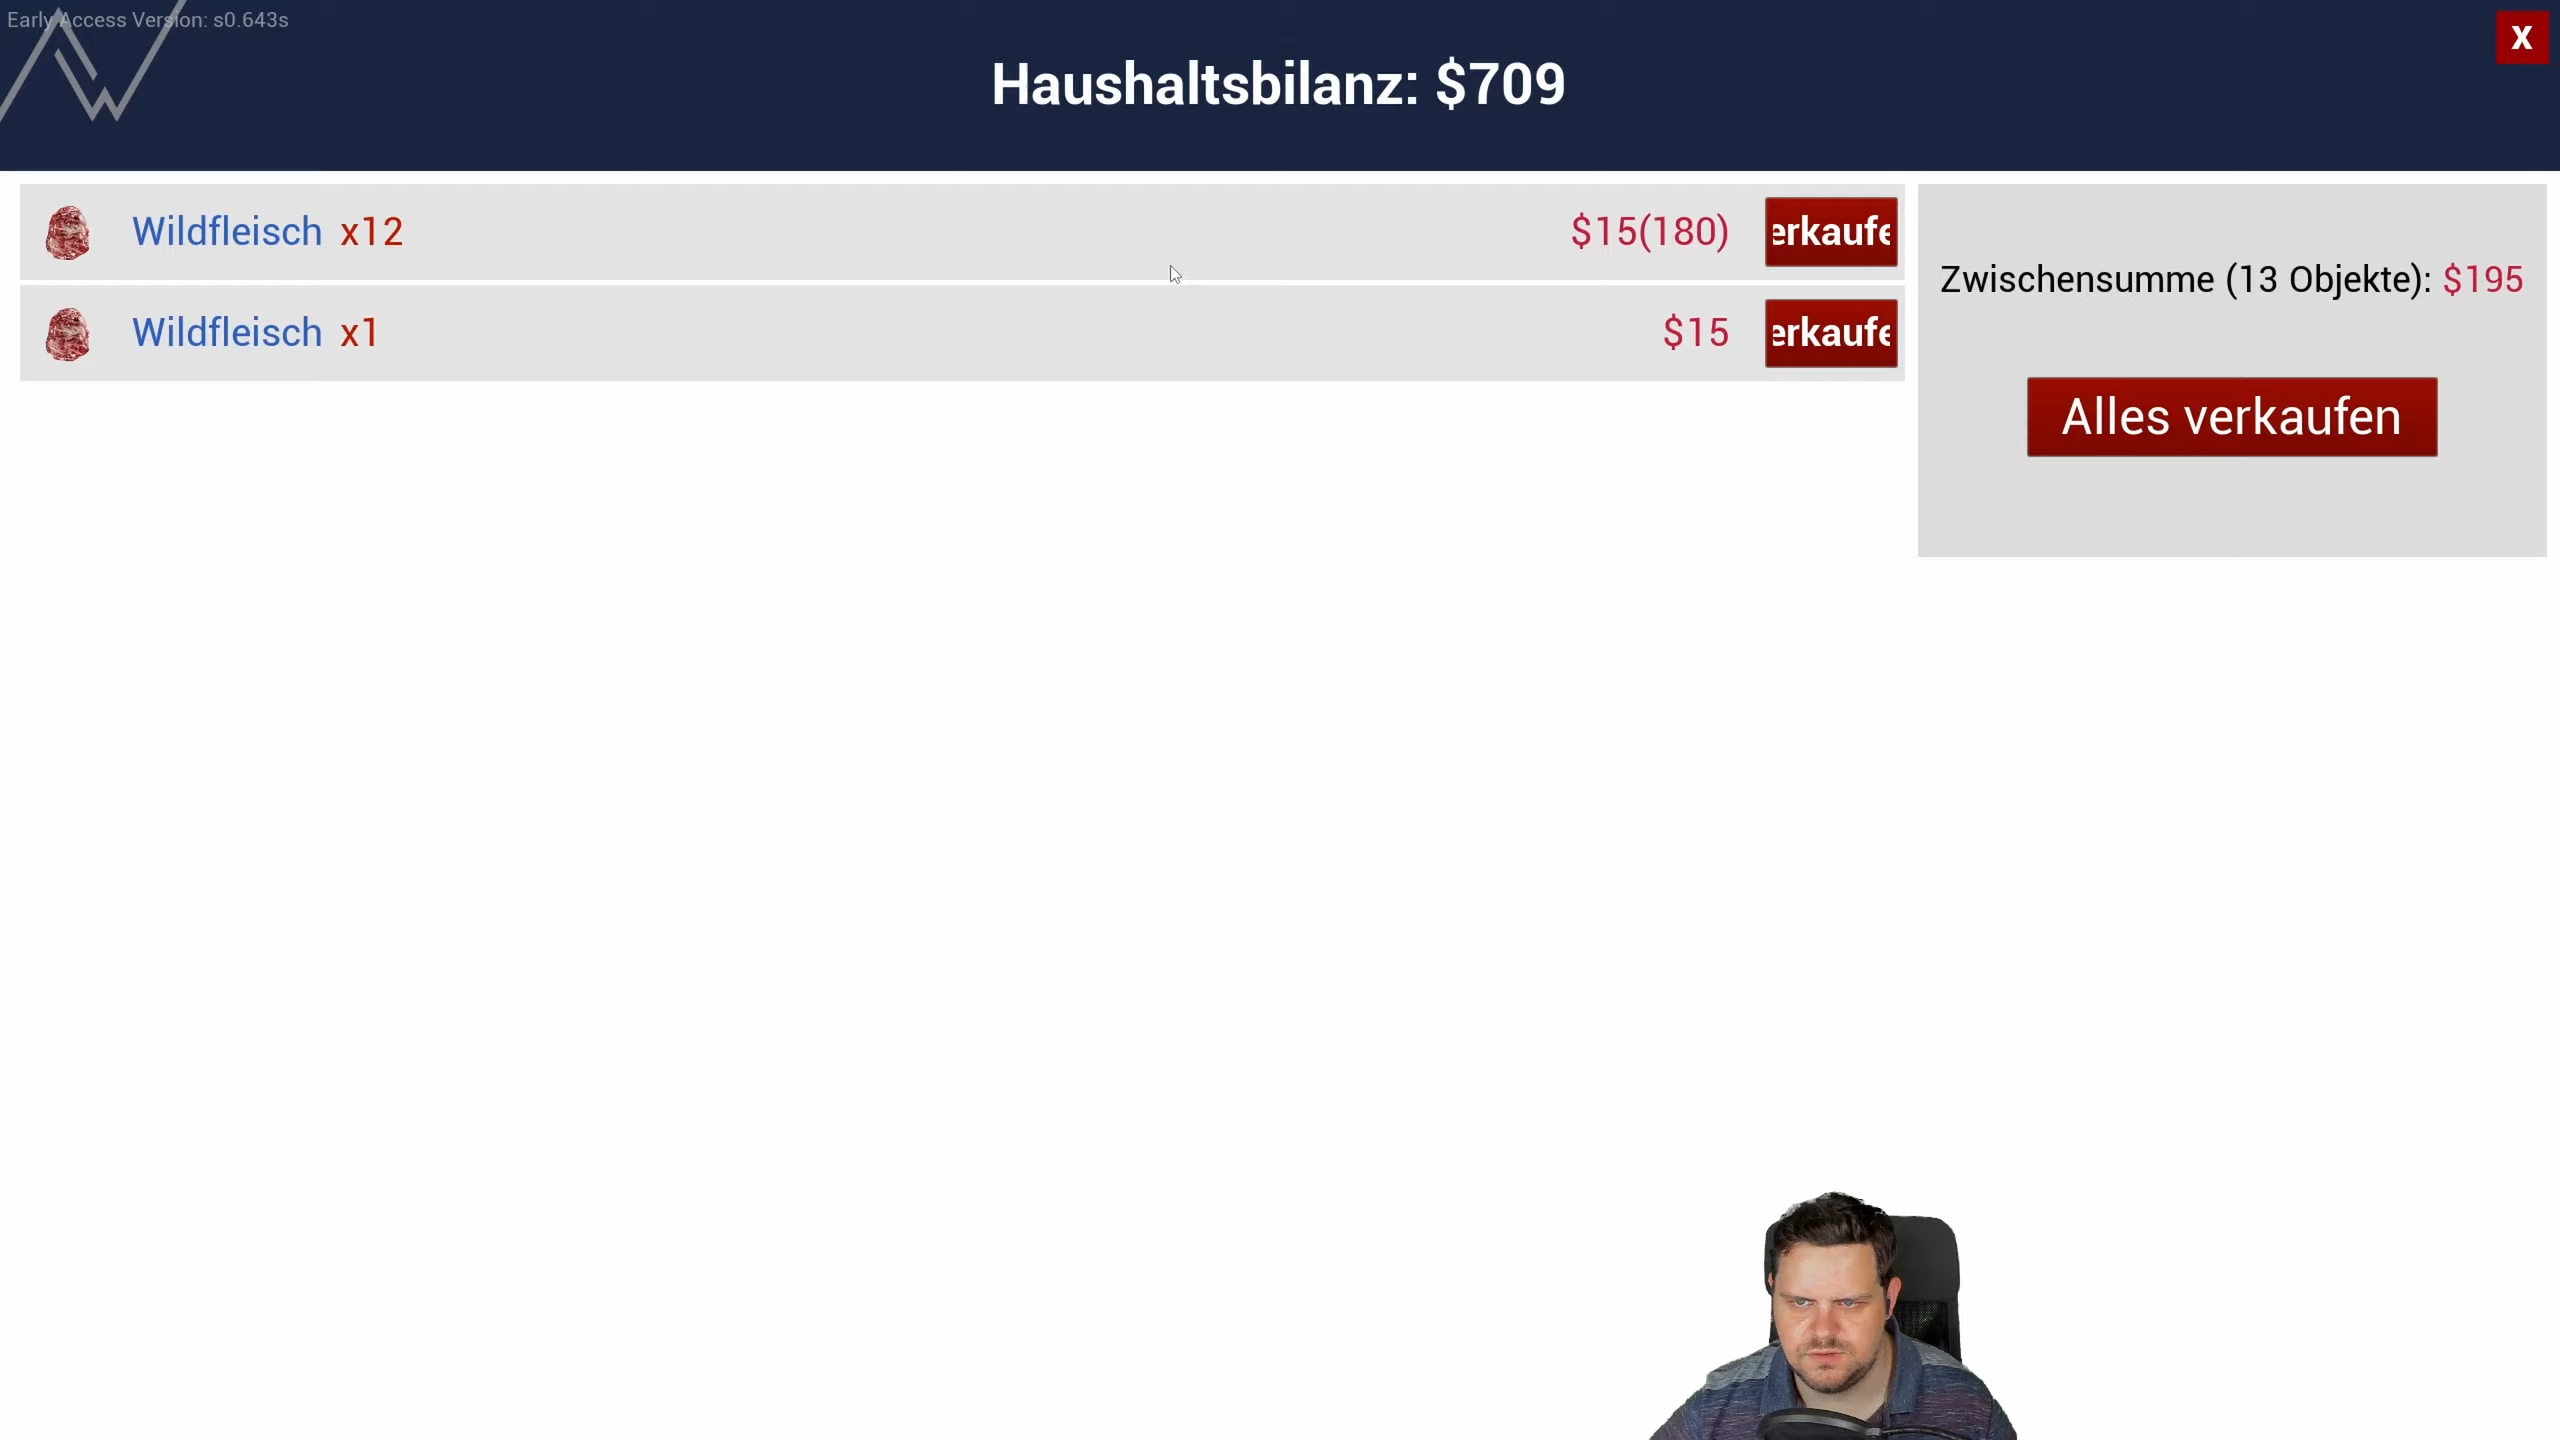 Early Access Version: s0.643s
X
Haushaltsbilanz: $709
Wildfleisch x12 $15(180) erkaufe
Wildfleisch x1 $15 erkaufe
Zwischensumme (13 Objekte): $195
Alles verkaufen